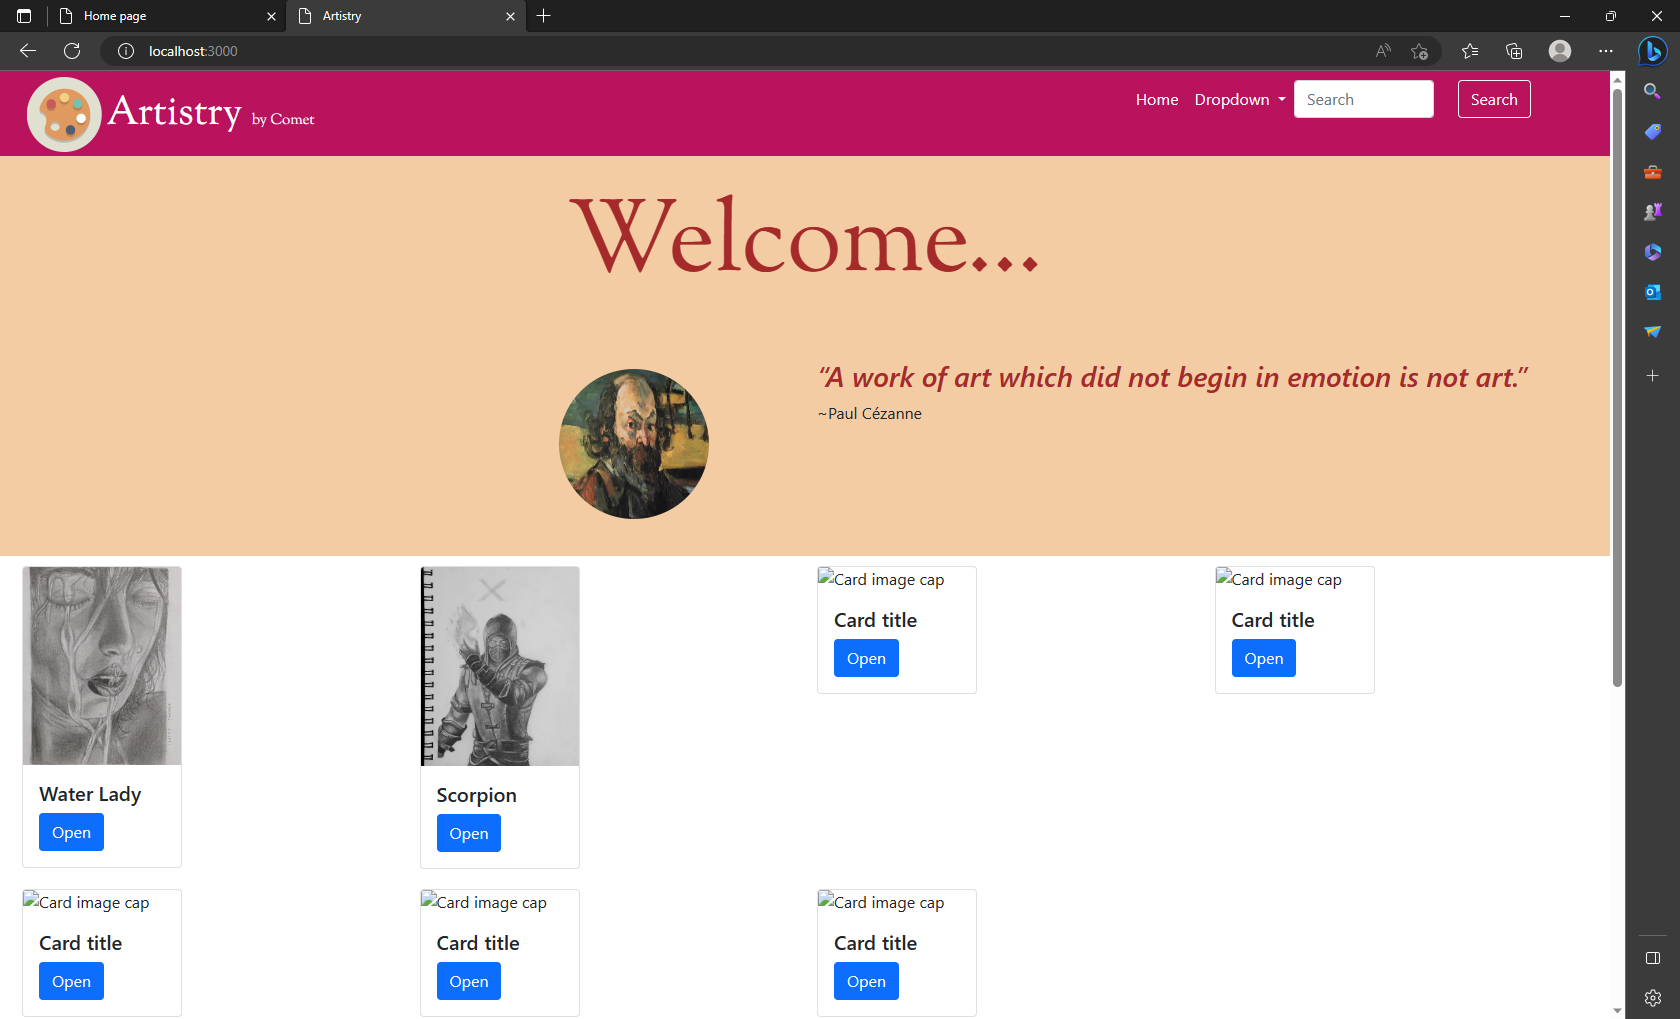 Home page
Artistry
localhost:3000
Artistry by Comet
Home
Dropdown
Search
Search
Welcome...
“A work of art which did not begin in emotion is not art.”
~Paul Cézanne
Card image cap
Card image cap
Card title
Card title
Open
Open
Water Lady
Scorpion
Open
Open
Card image cap
Card image cap
Card image cap
Card title
Card title
Card title
Open
Open
Open